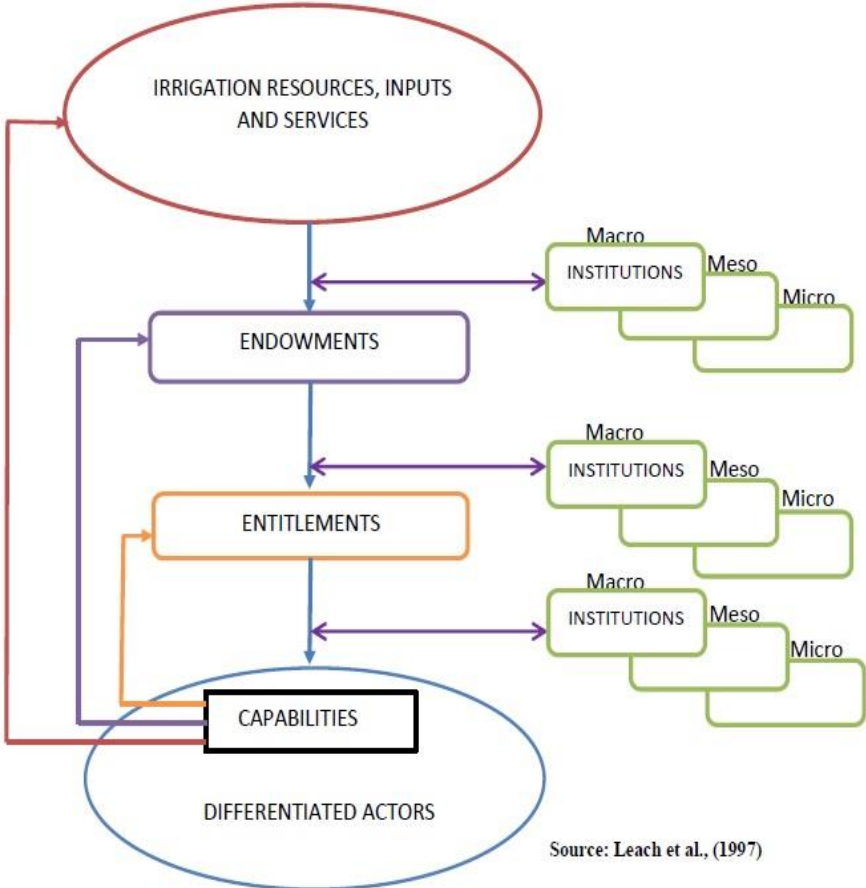 IRRIGATION RESOURCES, INPUTS
AND SERVICES
Macro
INSTITUTIONS
Meso
Micro
ENDOWMENTS
Macro
INSTITUTIONS
Meso
Micro
ENTITLEMENTS
Macro
INSTITUTIONS
Meso
Micro
CAPABILITIES
DIFFERENTIATED ACTORS
Source: Leach et al., (1997)